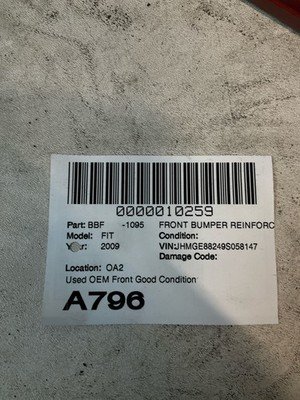 0000010259
Part: BBF -1095 FRONT BUMPER REINFORC
Model: FIT Condition:
Year: 2009 VIN:JHMGE88249S058147
Damage Code:
Location: OA2
Used OEM Front Good Condition
A796